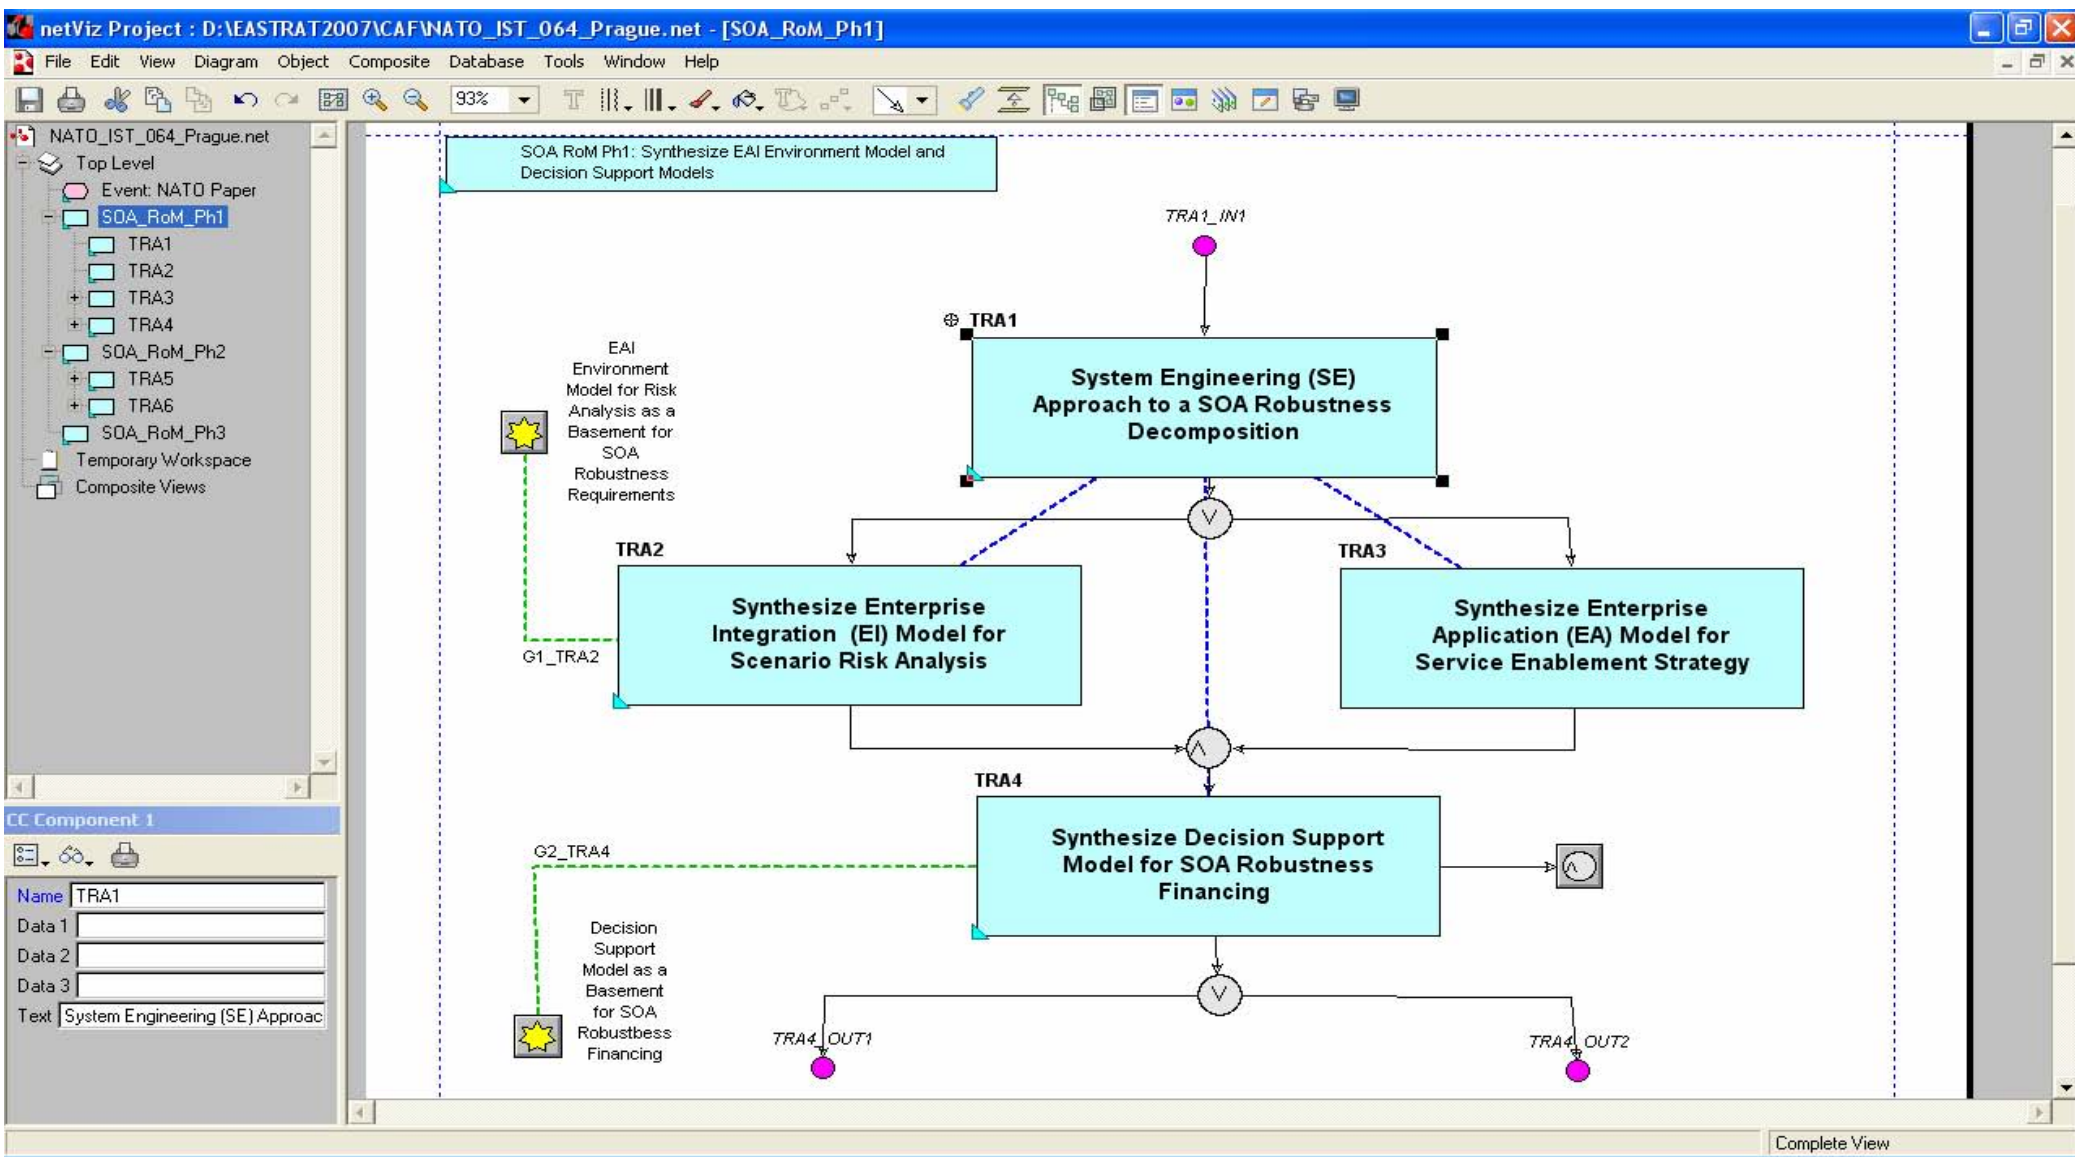 netViz Project : D:\EASTRAT2007\CAF\NATO_IST_064_Prague.net - [SOA_RoM_Ph1]
File Edit View Diagram Object Composite Database Tools Window Help
93%
NATO_IST_064_Prague.net
Top Level
Event: NATO Paper
SOA_RoM_Ph1
TRA1
TRA2
TRA3
TRA4
SOA_RoM_Ph2
TRA5
TRA6
SOA_RoM_Ph3
Temporary Workspace
Composite Views
CC Component 1
Name TRA1
Data 1
Data 2
Data 3
Text System Engineering (SE) Approac
SOA RoM Ph1: Synthesize EAI Environment Model and
Decision Support Models
TRA1_IN1
TRA1
System Engineering (SE)
Approach to a SOA Robustness
Decomposition
EAI
Environment
Model for Risk
Analysis as a
Basement for
SOA
Robustness
Requirements
G1_TRA2
TRA2
Synthesize Enterprise
Integration (EI) Model for
Scenario Risk Analysis
TRA3
Synthesize Enterprise
Application (EA) Model for
Service Enablement Strategy
TRA4
Synthesize Decision Support
Model for SOA Robustness
Financing
G2_TRA4
Decision
Support
Model as a
Basement
for SOA
Robustbess
Financing
TRA4_OUT1
TRA4_OUT2
Complete View